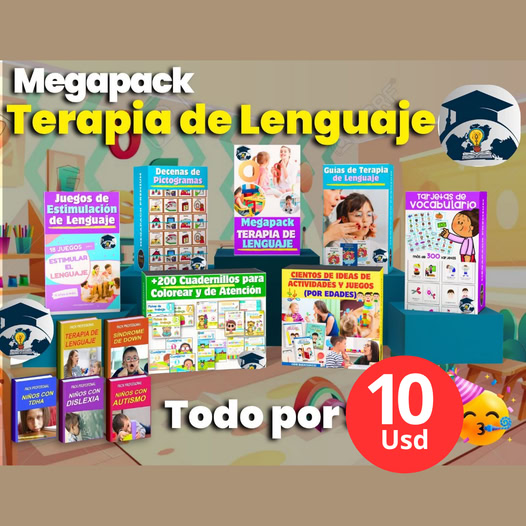 Megapack
Terapia de Lenguaje
Juegos de
Estimulación
de Lenguaje
15 JUEGOS
ESTIMULAR
EL
LENGUAJE
Decenas de
Pictogramas
Megapack
TERAPIA DE
LENGUAJE
Guías de Terapia
de Lenguaje
Tarjetas de
vocabulario
más de 300
+200 Cuadernillos para
Colorear y de Atención
CIENTOS DE IDEAS DE
ACTIVIDADES Y JUEGOS
(POR EDADES)
TERAPIA DE
LENGUAJE
SÍNDROME
DE DOWN
NIÑOS CON
TDHA
NIÑOS CON
DISLEXIA
NIÑOS CON
AUTISMO
Todo por
10
Usd